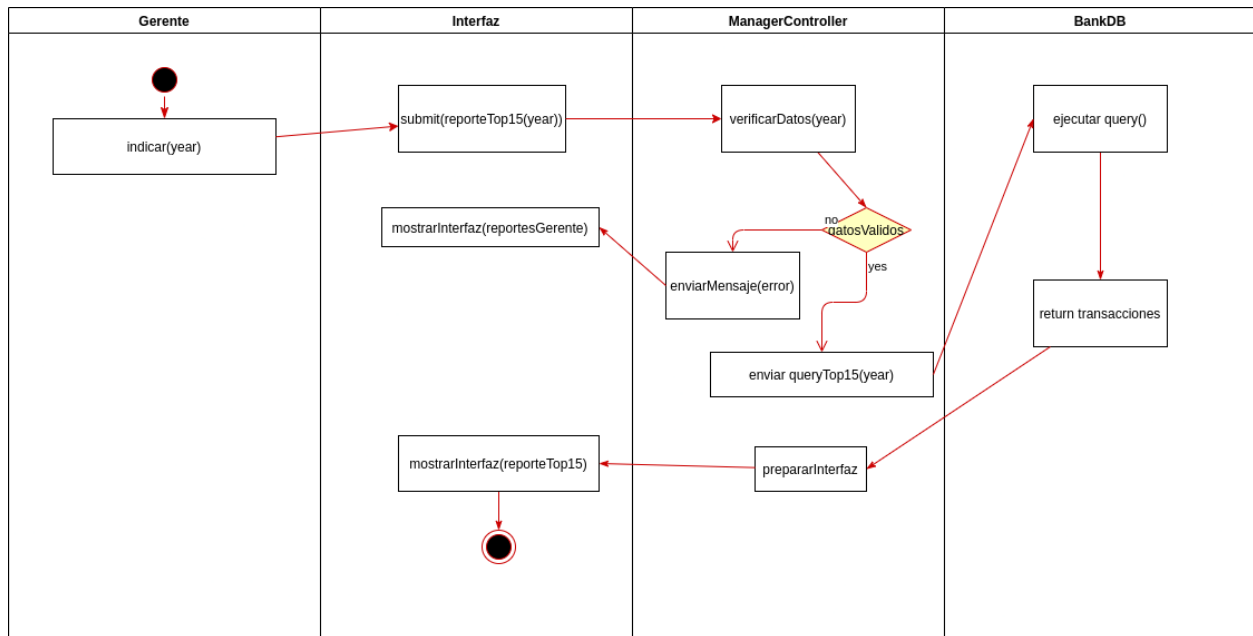 Gerente
Interfaz
ManagerController
BankDB
indicar(year)
submit(reporteTop15(year))
verificarDatos(year)
ejecutar query()
mostrarInterfaz(reportesGerente)
no
gatosValidos
yes
enviarMensaje(error)
return transacciones
enviar queryTop15(year)
mostrarInterfaz(reporteTop15)
prepararInterfaz